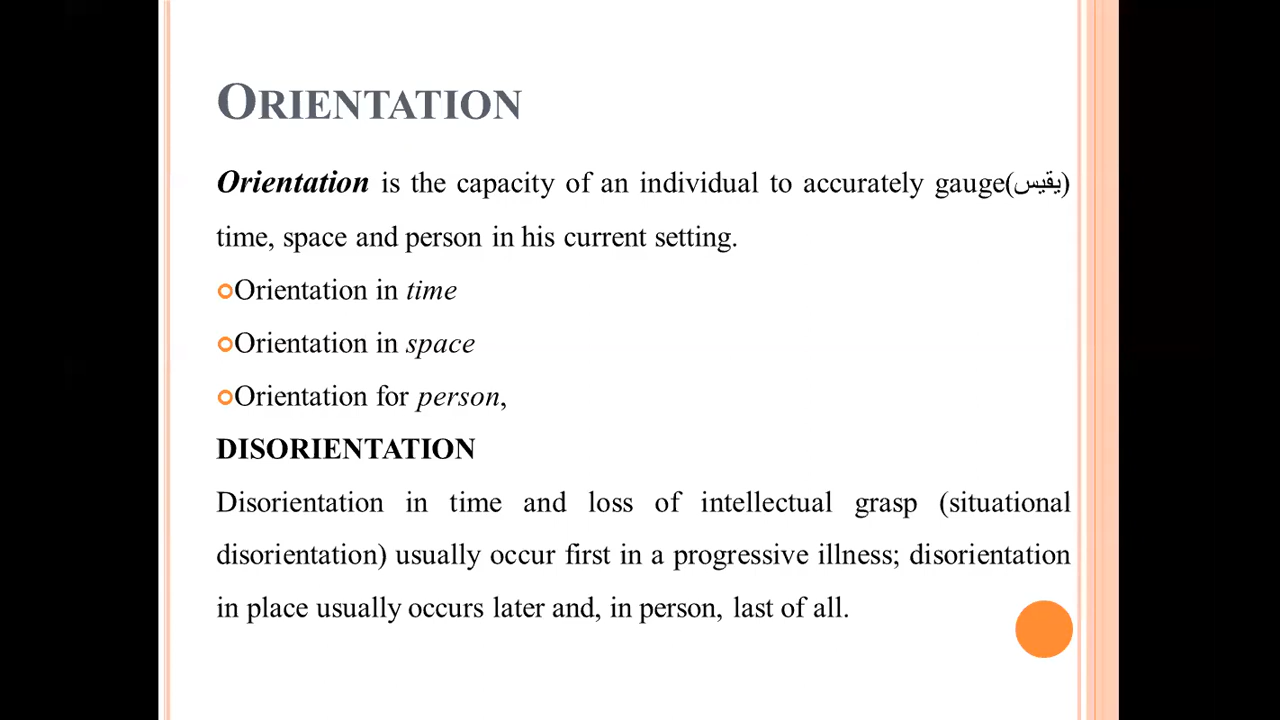 ORIENTATION
Orientation is the capacity of an individual to accurately gauge(يقيس)
time, space and person in his current setting.
Orientation in time
Orientation in space
Orientation for person,
DISORIENTATION
Disorientation in time and loss of intellectual grasp (situational
disorientation) usually occur first in a progressive illness; disorientation
in place usually occurs later and, in person, last of all.